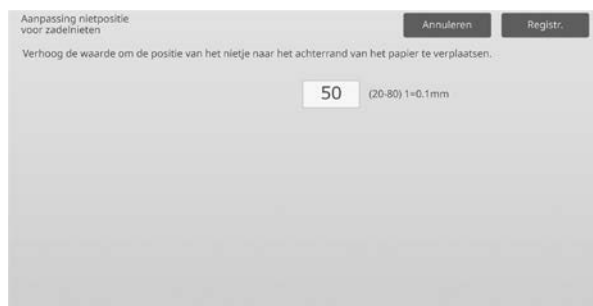 Aanpassing nietpositie
voor zadelnieten
Annuleren
Registr.
Verhoog de waarde om de positie van het nietje naar het achterrand van het papier te verplaatsen.
50 (20-80) 1=0.1mm